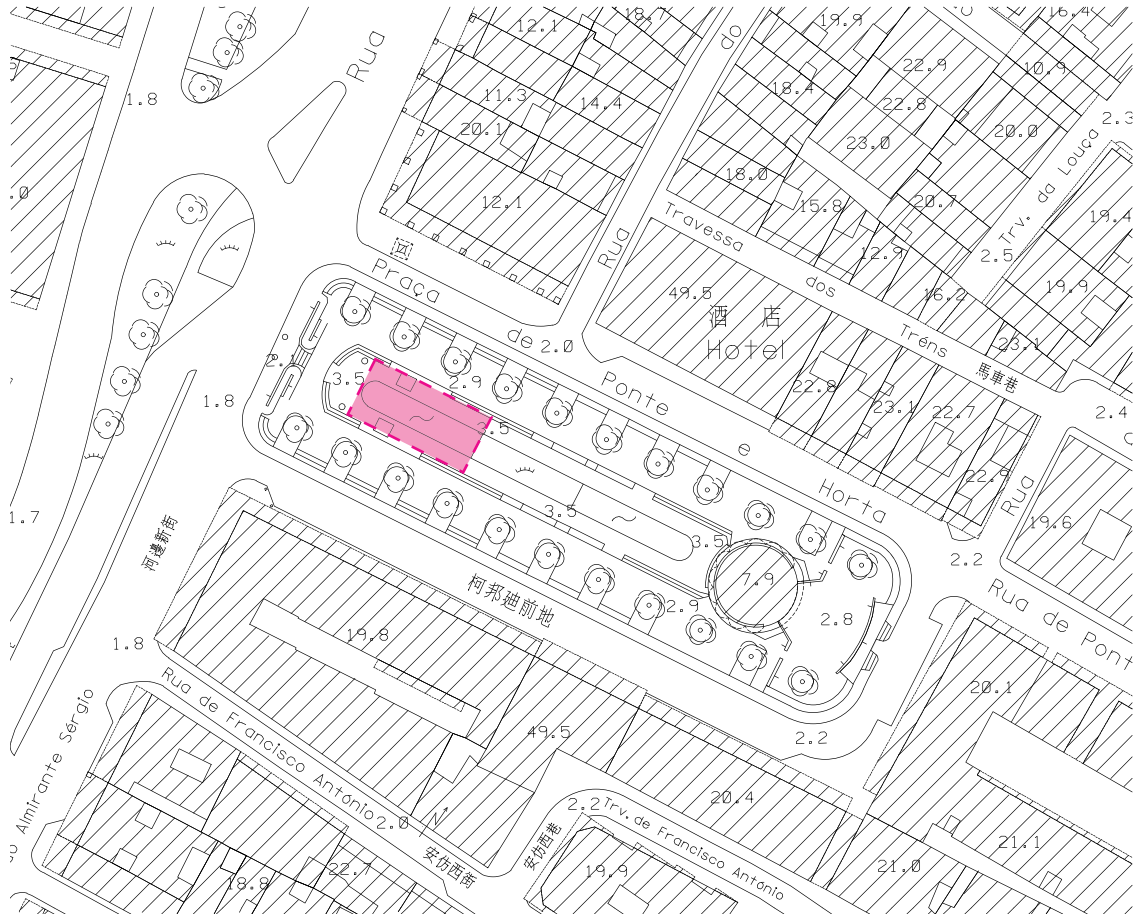 18.7
16.4
19.9
12.1
do
Rua
22.9
10.9
18.4
11.3
1.8
14.4
22.8
2.3
20.1
20.0
23.0
18.0
.0
12.1
20.7
Trv. da Louça
15.8
19.4
Travessa
dos
Trens
馬車巷
Rua
12.9
2.5
Praça
de
Ponte
e
Horta
49.5
16.2
19.9
酒店
Hotel
2.0
23.1
2.1
3.5
2.9
22.8
1.8
23.1
22.7
2.4
3.5
22.9
Rua
1.7
3.5
19.6
河邊新街
3.5
2.2
7.9
柯邦迪前地
2.9
2.8
Rua de Pont
19.8
1.8
20.1
Rua de Francisco António
49.5
2.2
Almirante Sérgio
20.4
2.2
Trv. de Francisco António
2.0
安仿西街
安仿西巷
21.1
22.7
19.9
21.0
18.8